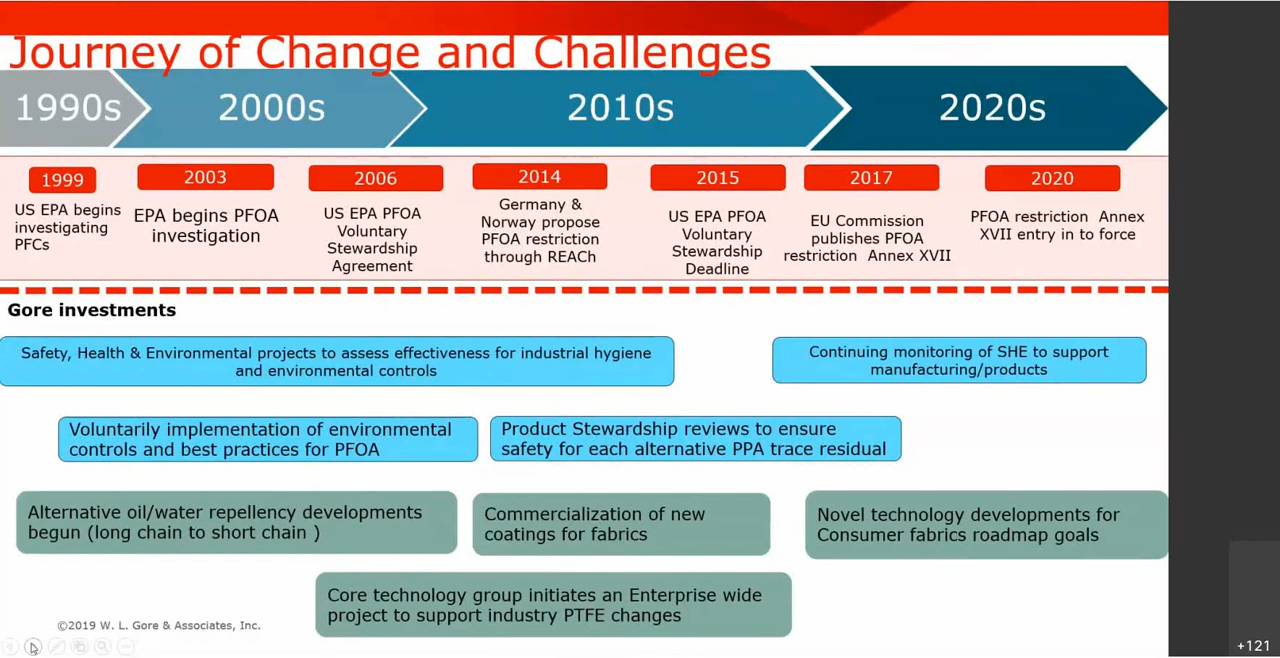 Journey of Change and Challenges
1990s
2000s
2010s
2020s
1999
US EPA begins
investigating
PFCs
2003
EPA begins PFOA
investigation
2006
US EPA PFOA
Voluntary
Stewardship
Agreement
2014
Germany &
Norway propose
PFOA restriction
through REACh
2015
US EPA PFOA
Voluntary
Stewardship
Deadline
2017
EU Commission
publishes PFOA
restriction Annex XVII
2020
PFOA restriction Annex
XVII entry in to force
Gore investments
Safety, Health & Environmental projects to assess effectiveness for industrial hygiene
and environmental controls
Continuing monitoring of SHE to support
manufacturing/products
Voluntarily implementation of environmental
controls and best practices for PFOA
Product Stewardship reviews to ensure
safety for each alternative PPA trace residual
Alternative oil/water repellency developments
begun (long chain to short chain )
Commercialization of new
coatings for fabrics
Novel technology developments for
Consumer fabrics roadmap goals
Core technology group initiates an Enterprise wide
project to support industry PTFE changes
©2019 W. L. Gore & Associates, Inc.
+121